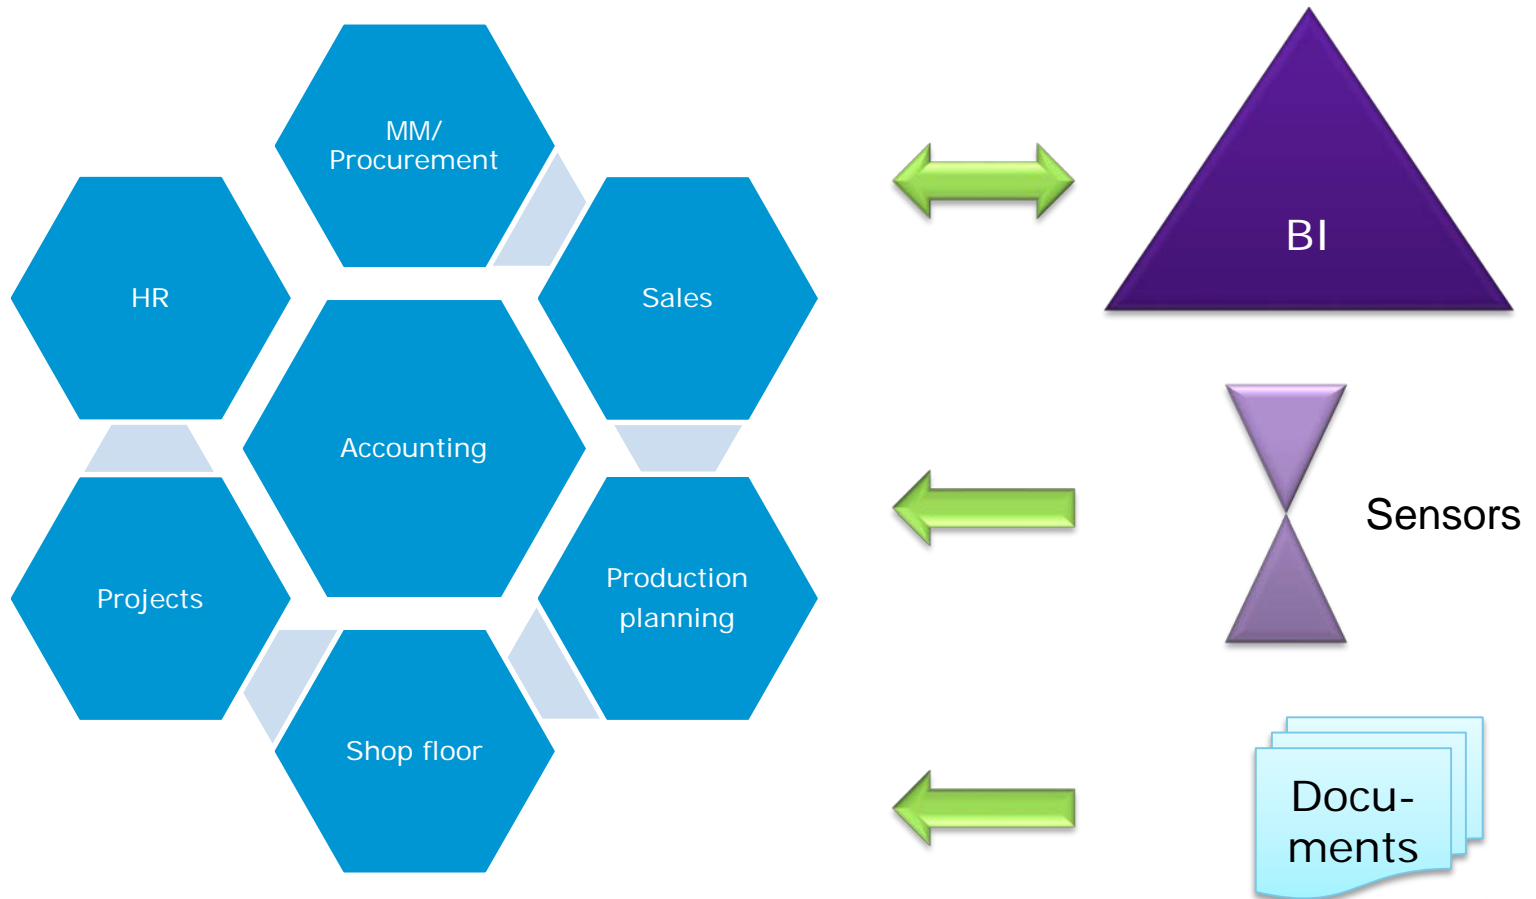 MM/
Procurement
HR
Sales
BI
Accounting
Sensors
Projects
Production
planning
Shop floor
Docu-
ments